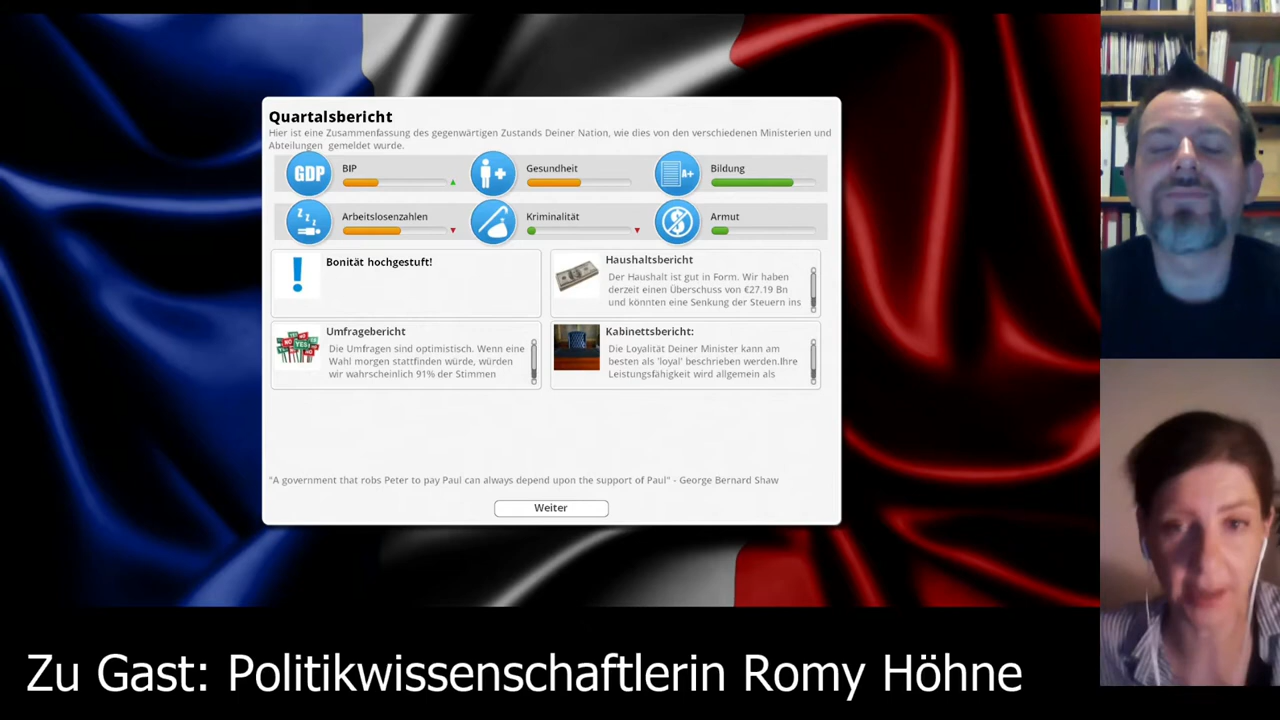 Quartalsbericht
Hier ist eine Zusammenfassung des gegenwärtigen Zustands Deiner Nation, wie dies von den verschiedenen Ministerien und
Abteilungen gemeldet wurde.
GDP
BIP
Gesundheit
A+
Bildung
Z Z Z
Arbeitslosenzahlen
Kriminalität
$
Armut
Bonität hochgestuft!
Haushaltsbericht
Der Haushalt ist gut in Form. Wir haben
derzeit einen Überschuss von €27.19 Bn
und könnten eine Senkung der Steuern ins
Umfragebericht
Die Umfragen sind optimistisch. Wenn eine
Wahl morgen stattfinden würde, würden
wir wahrscheinlich 91% der Stimmen
Kabinettsbericht:
Die Loyalität Deiner Minister kann am
besten als 'loyal' beschrieben werden.Ihre
Leistungsfähigkeit wird allgemein als
"A government that robs Peter to pay Paul can always depend upon the support of Paul" - George Bernard Shaw
Weiter
Zu Gast: Politikwissenschaftlerin Romy Höhne